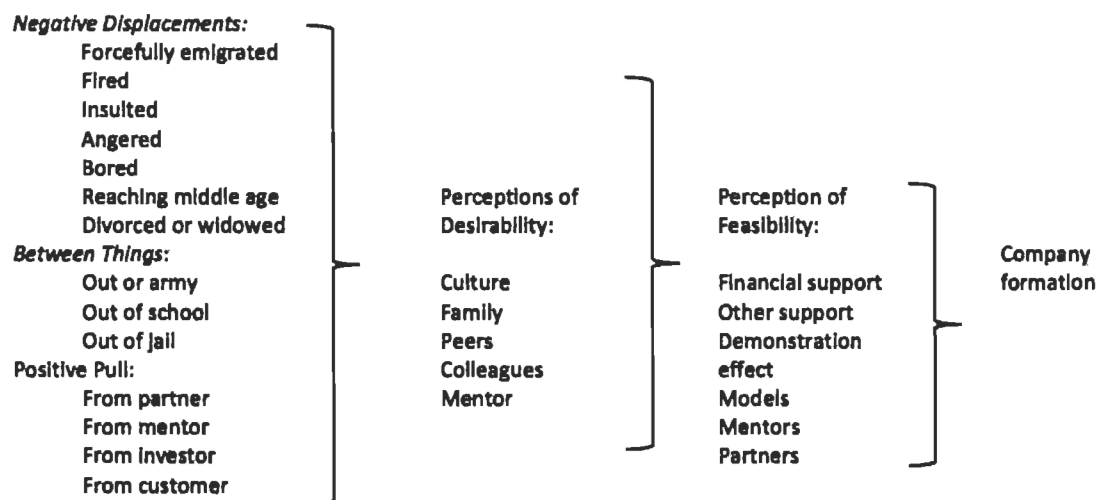 Negative Displacements:
Forcefully emigrated
Fired
Insulted
Angered
Bored
Reaching middle age
Divorced or widowed
Between Things:
Out or army
Out of school
Out of jail
Positive Pull:
From partner
From mentor
From investor
From customer
Perceptions of
Desirability:
Culture
Family
Peers
Colleagues
Mentor
Perception of
Feasibility:
Financial support
Other support
Demonstration
effect
Models
Mentors
Partners
Company
formation